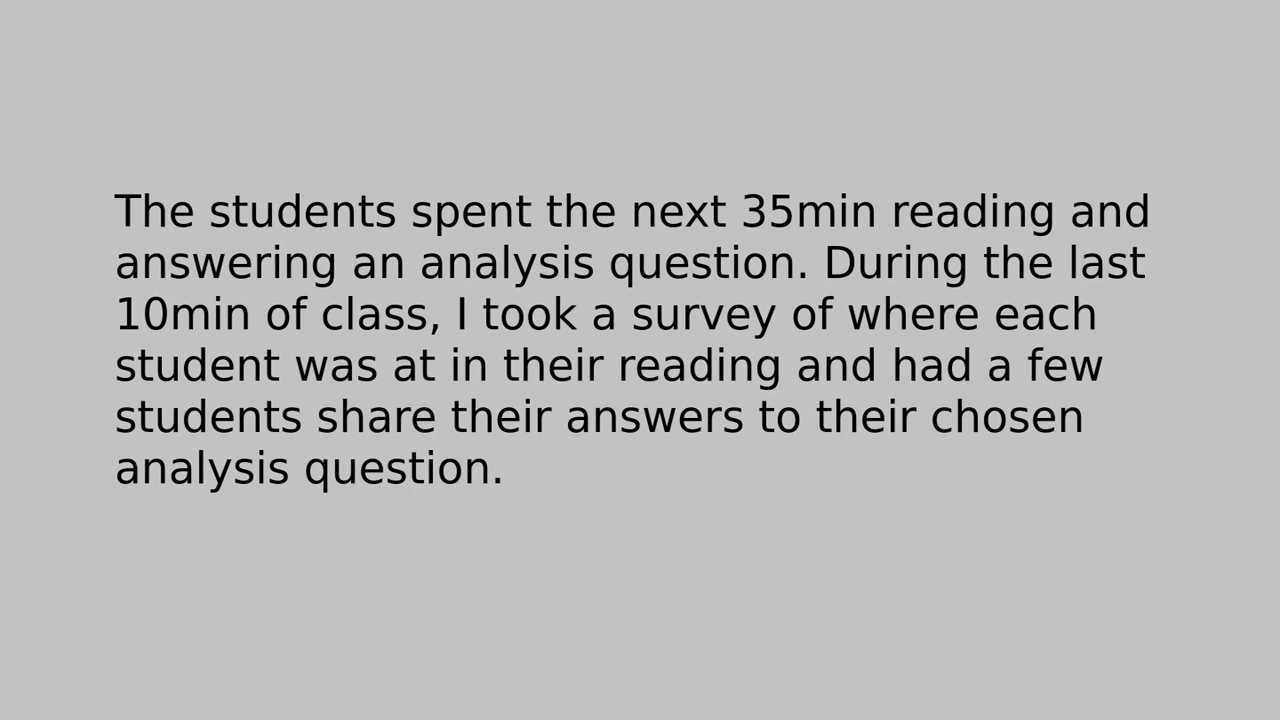 The students spent the next 35min reading and
answering an analysis question. During the last
10min of class, I took a survey of where each
student was at in their reading and had a few
students share their answers to their chosen
analysis question.